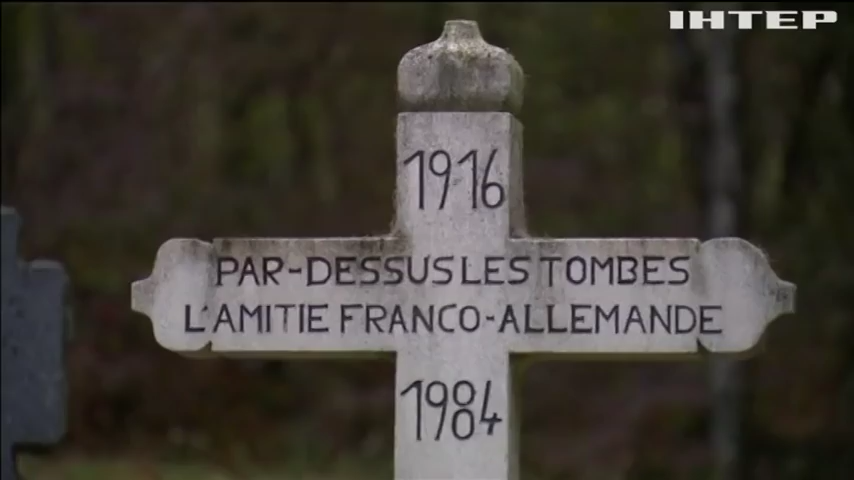 ІНТЕР
1916
PAR-DESSUS LES TOMBES
L'AMITIE FRANCO-ALLEMANDE
1984